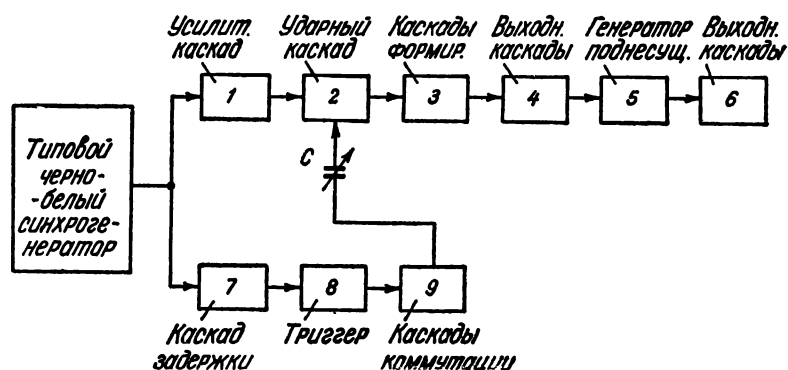 Усилит.
каскад
Ударный
каскад
Каскады
формир.
Выходн.
каскады
Генератор
поднесущ.
Выходн.
каскады
1
2
3
4
5
6
Типовой
черно-
-белый
синхроге-
нератор
С
7
8
9
Каскад
задержки
Триггер
Каскады
коммутации